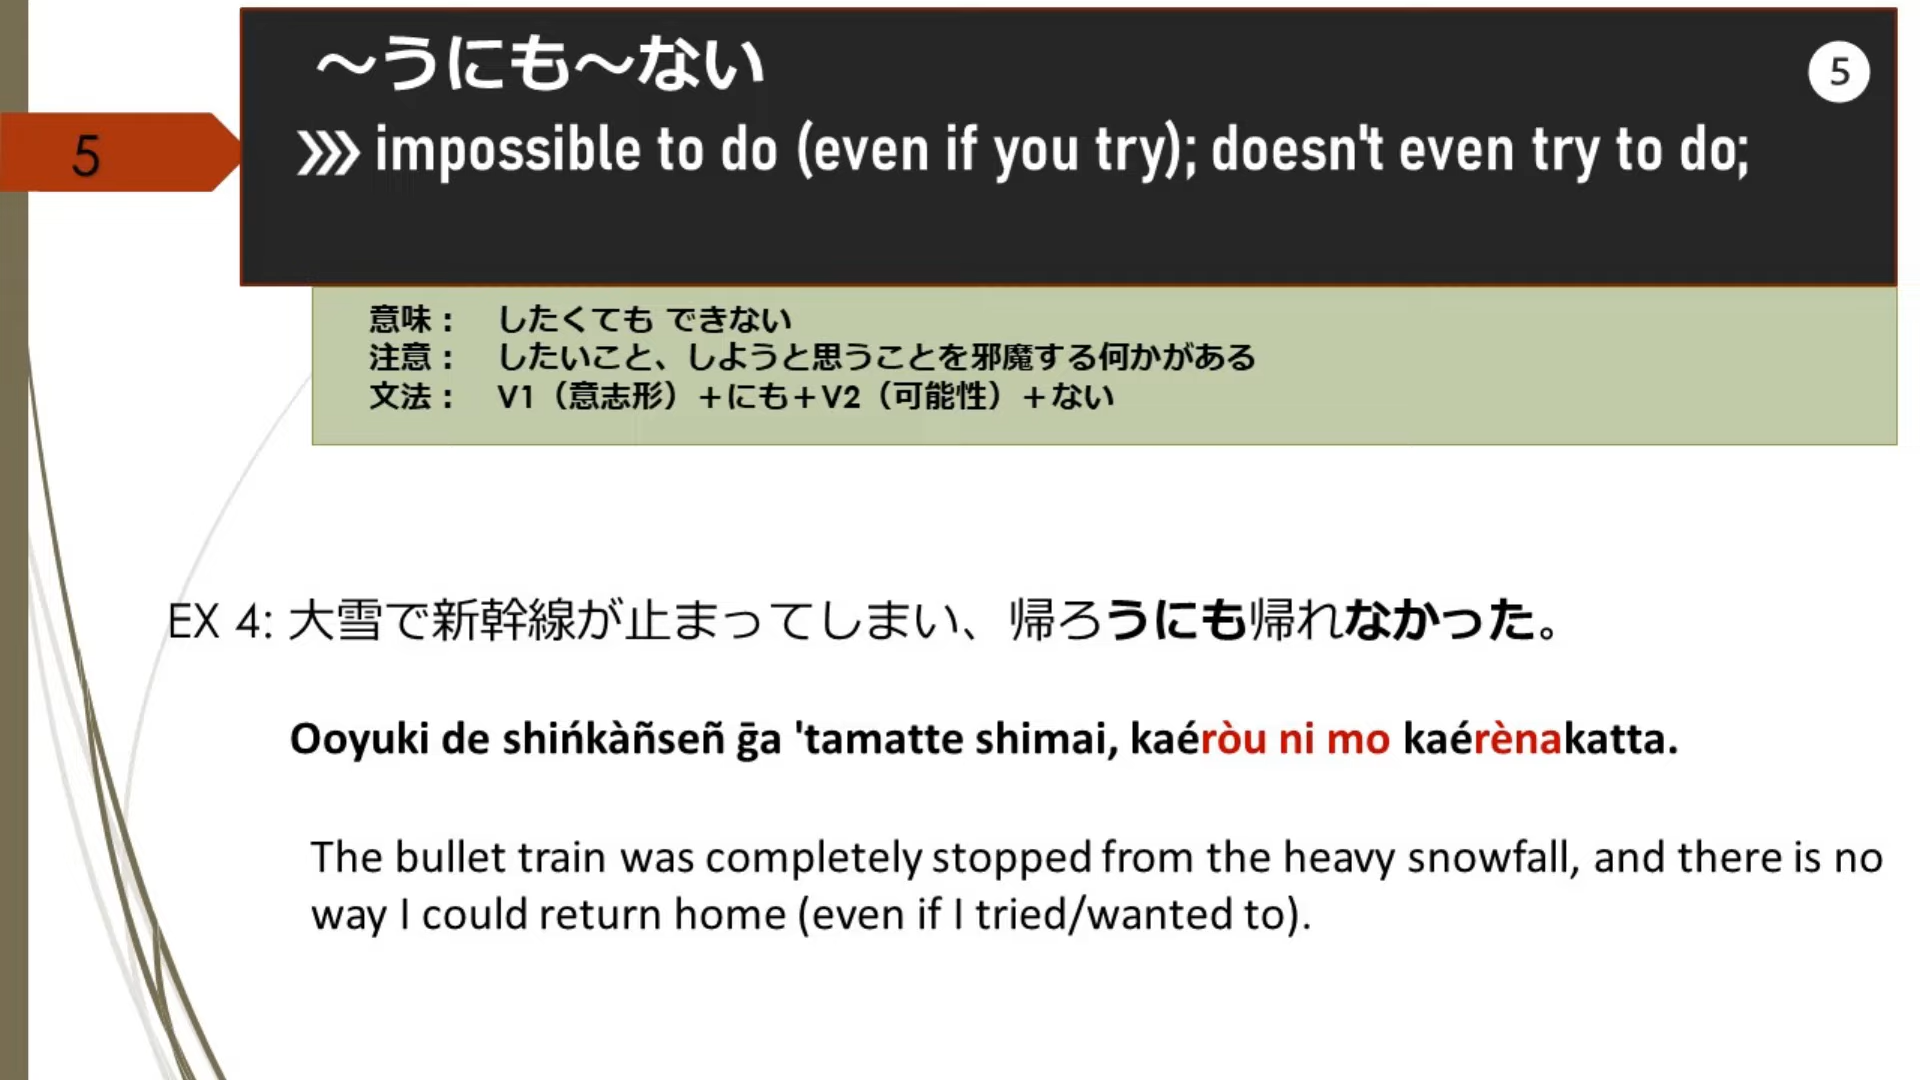 5
～うにも～ない
5
>>> impossible to do (even if you try); doesn't even try to do;
意味： したくても できない
注意： したいこと、しようと思うことを邪魔する何かがある
文法： V1（意志形）＋にも＋V2（可能性）＋ない
EX 4: 大雪で新幹線が止まってしまい、帰ろうにも帰れなかった。
Ooyuki de shińkàñseñ ḡa 'tamatte shimai, kaéròu ni mo kaérènakatta.
The bullet train was completely stopped from the heavy snowfall, and there is no
way I could return home (even if I tried/wanted to).